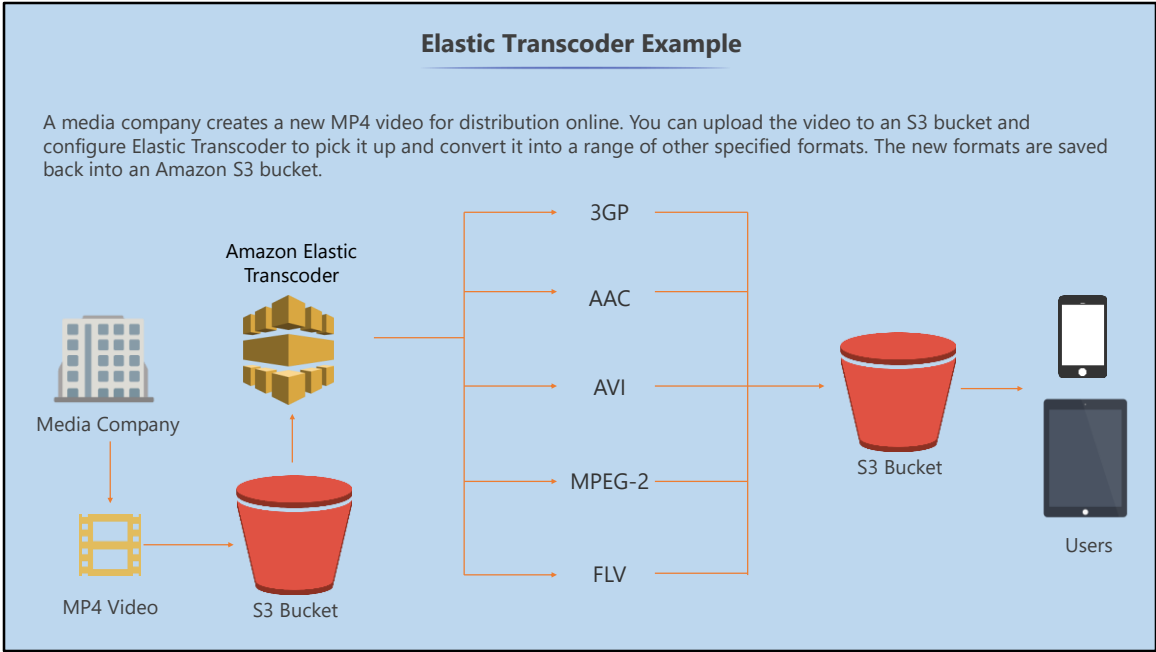 Elastic Transcoder Example
A media company creates a new MP4 video for distribution online. You can upload the video to an S3 bucket and
configure Elastic Transcoder to pick it up and convert it into a range of other specified formats. The new formats are saved
back into an Amazon S3 bucket.
Amazon Elastic
Transcoder
Media Company
MP4 Video
S3 Bucket
3GP
AAC
AVI
MPEG-2
FLV
S3 Bucket
Users